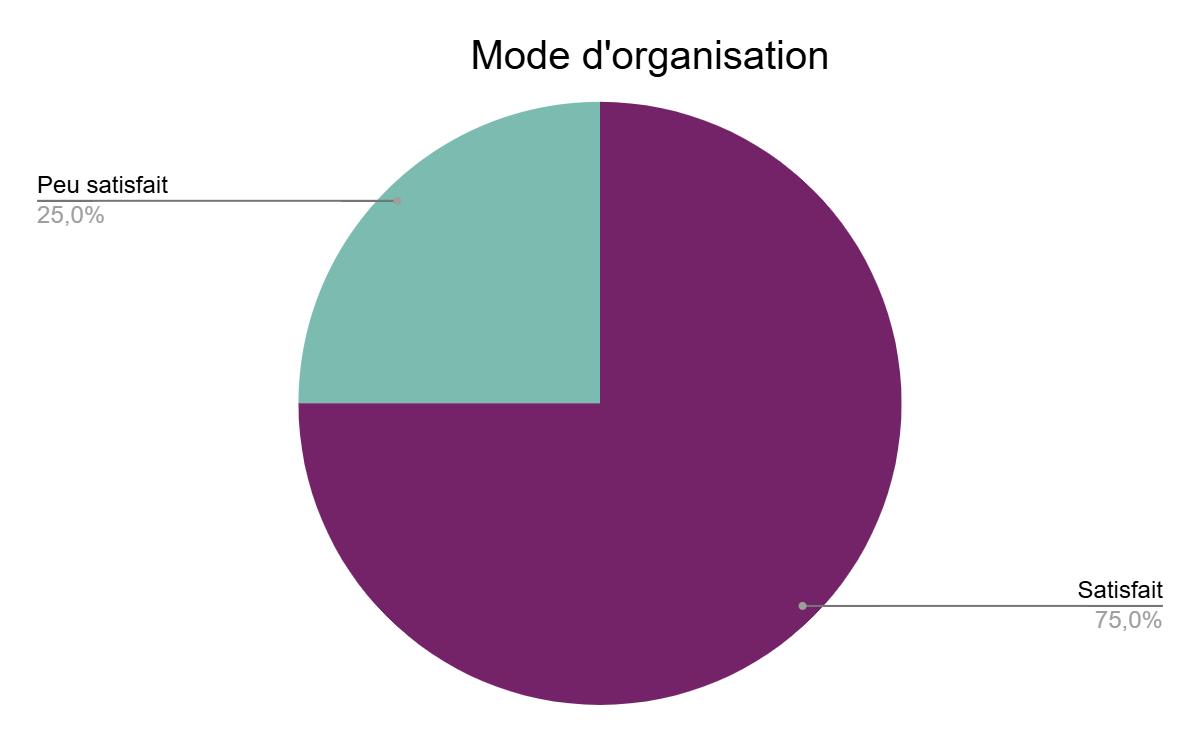 Mode d'organisation
Peu satisfait
25,0%
Satisfait
75,0%